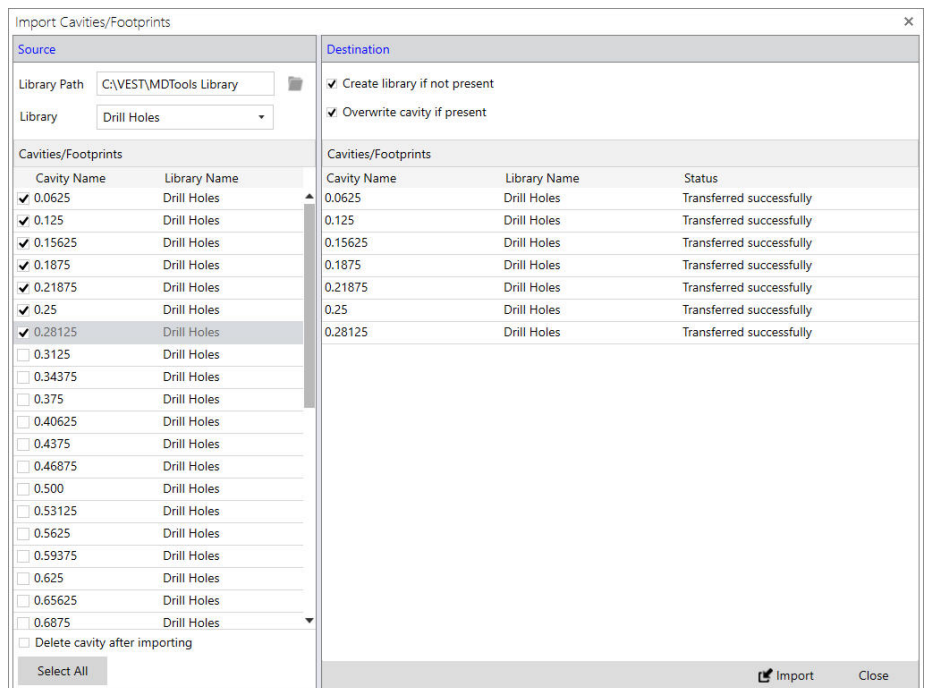 Import Cavities/Footprints
Source
Library Path C:\VEST\MDTools Library
Library Drill Holes
Cavities/Footprints
Cavity Name Library Name
0.0625 Drill Holes
0.125 Drill Holes
0.15625 Drill Holes
0.1875 Drill Holes
0.21875 Drill Holes
0.25 Drill Holes
0.28125 Drill Holes
0.3125 Drill Holes
0.34375 Drill Holes
0.375 Drill Holes
0.40625 Drill Holes
0.4375 Drill Holes
0.46875 Drill Holes
0.500 Drill Holes
0.53125 Drill Holes
0.5625 Drill Holes
0.59375 Drill Holes
0.625 Drill Holes
0.65625 Drill Holes
0.6875 Drill Holes
Delete cavity after importing
Select All
Destination
Create library if not present
Overwrite cavity if present
Cavities/Footprints
Cavity Name Library Name Status
0.0625 Drill Holes Transferred successfully
0.125 Drill Holes Transferred successfully
0.15625 Drill Holes Transferred successfully
0.1875 Drill Holes Transferred successfully
0.21875 Drill Holes Transferred successfully
0.25 Drill Holes Transferred successfully
0.28125 Drill Holes Transferred successfully
Import Close